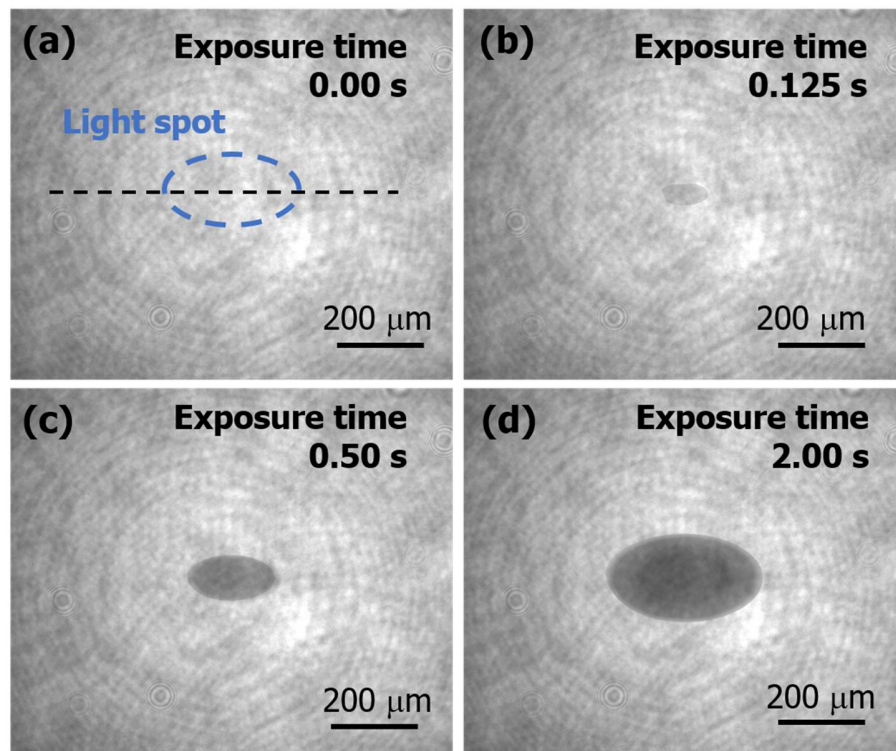 (a)
Exposure time
0.00 s
Light spot
200 μm
(b)
Exposure time
0.125 s
200 μm
(c)
Exposure time
0.50 s
200 μm
(d)
Exposure time
2.00 s
200 μm